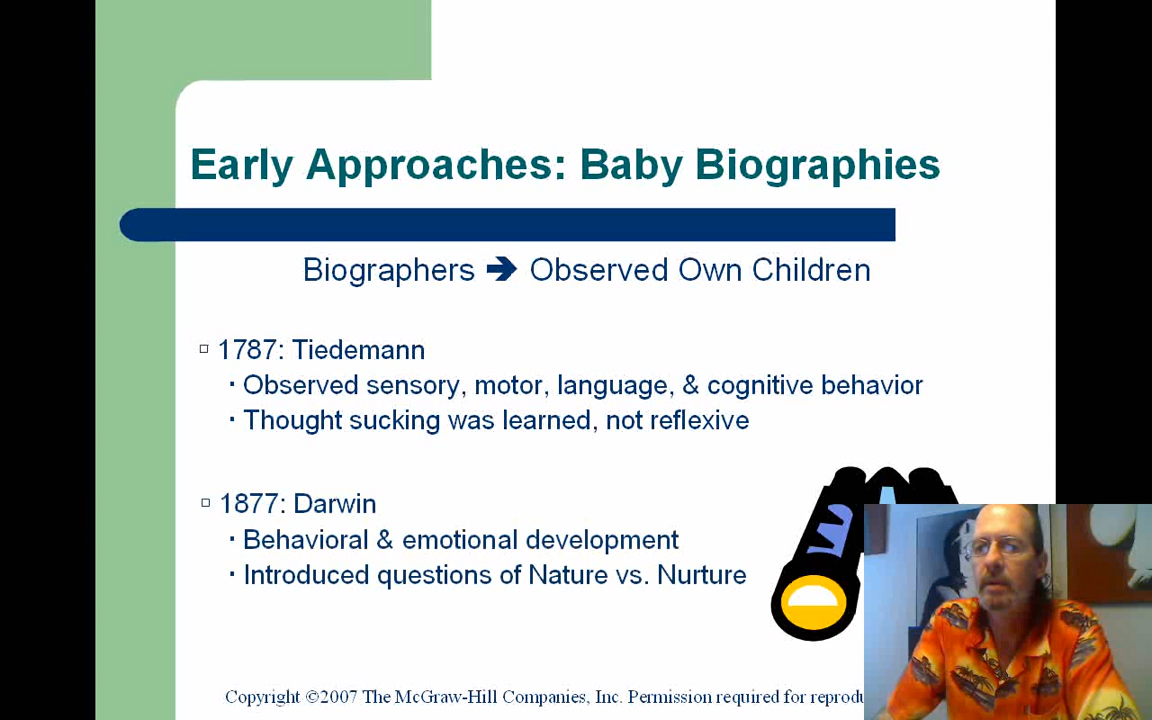 Early Approaches: Baby Biographies
Biographers ➔ Observed Own Children
1787: Tiedemann
· Observed sensory, motor, language, & cognitive behavior
· Thought sucking was learned, not reflexive
1877: Darwin
· Behavioral & emotional development
· Introduced questions of Nature vs. Nurture
Copyright ©2007 The McGraw-Hill Companies, Inc. Permission required for